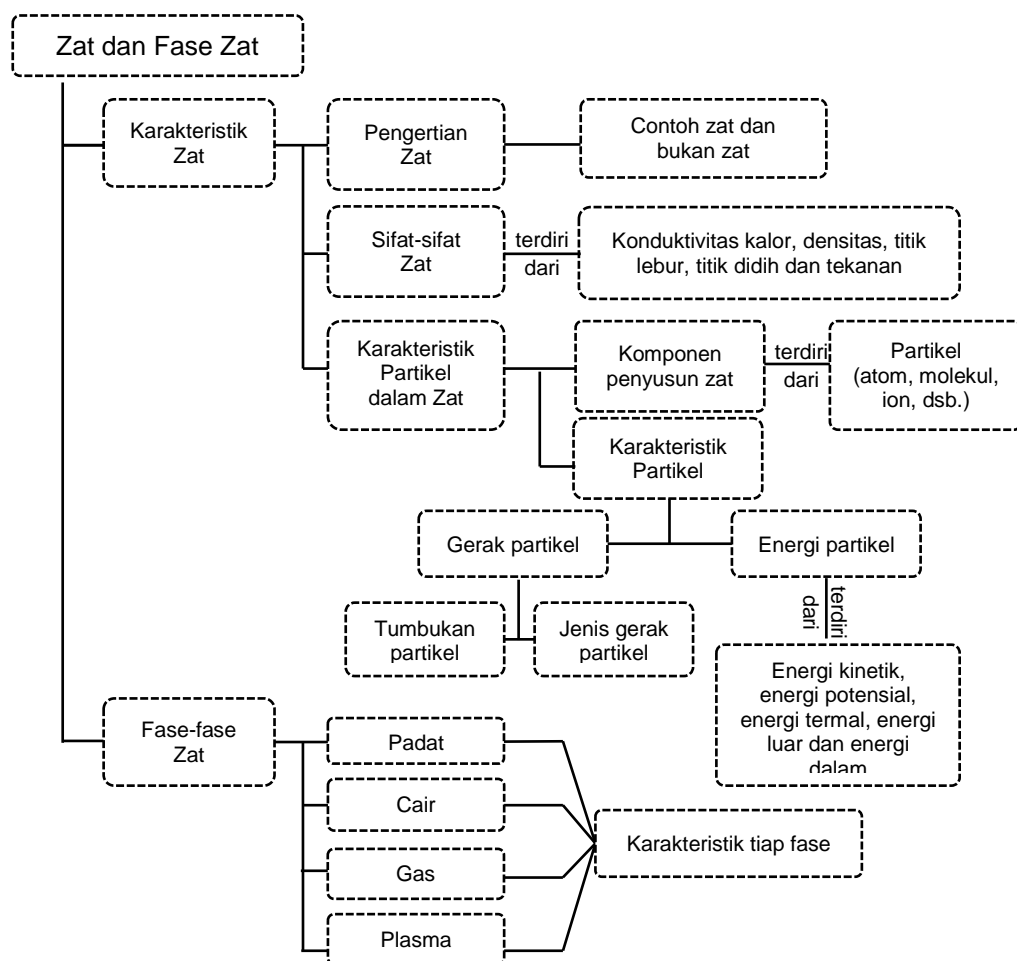 Zat dan Fase Zat
Karakteristik
Zat
Pengertian
Zat
Contoh zat dan
bukan zat
Sifat-sifat
Zat
terdiri
dari
Konduktivitas kalor, densitas, titik
lebur, titik didih dan tekanan
Karakteristik
Partikel
dalam Zat
Komponen
penyusun zat
terdiri
dari
Partikel
(atom, molekul,
ion, dsb.)
Karakteristik
Partikel
Gerak partikel
Energi partikel
terdiri
dari
Tumbukan
partikel
Jenis gerak
partikel
Energi kinetik,
energi potensial,
energi termal, energi
luar dan energi
dalam
Fase-fase
Zat
Padat
Cair
Gas
Plasma
Karakteristik tiap fase